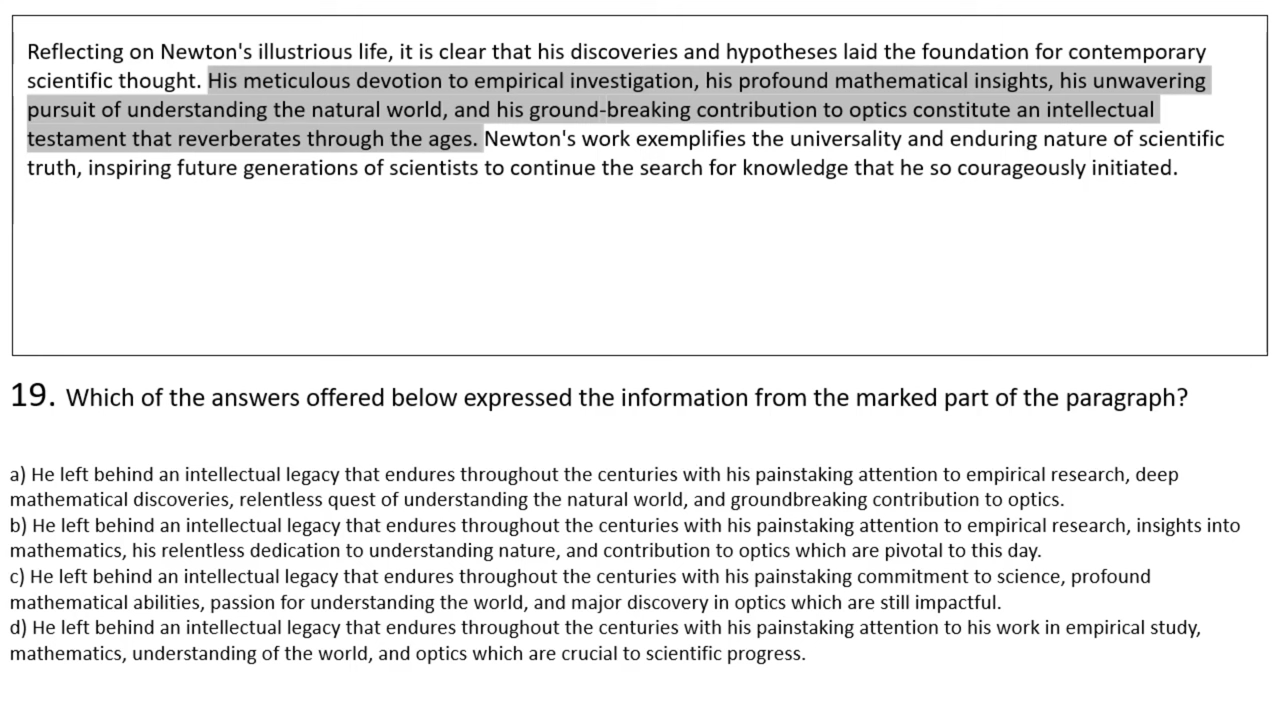 Reflecting on Newton's illustrious life, it is clear that his discoveries and hypotheses laid the foundation for contemporary
scientific thought. His meticulous devotion to empirical investigation, his profound mathematical insights, his unwavering
pursuit of understanding the natural world, and his ground-breaking contribution to optics constitute an intellectual
testament that reverberates through the ages. Newton's work exemplifies the universality and enduring nature of scientific
truth, inspiring future generations of scientists to continue the search for knowledge that he so courageously initiated.
19. Which of the answers offered below expressed the information from the marked part of the paragraph?
a) He left behind an intellectual legacy that endures throughout the centuries with his painstaking attention to empirical research, deep
mathematical discoveries, relentless quest of understanding the natural world, and groundbreaking contribution to optics.
b) He left behind an intellectual legacy that endures throughout the centuries with his painstaking attention to empirical research, insights into
mathematics, his relentless dedication to understanding nature, and contribution to optics which are pivotal to this day.
c) He left behind an intellectual legacy that endures throughout the centuries with his painstaking commitment to science, profound
mathematical abilities, passion for understanding the world, and major discovery in optics which are still impactful.
d) He left behind an intellectual legacy that endures throughout the centuries with his painstaking attention to his work in empirical study,
mathematics, understanding of the world, and optics which are crucial to scientific progress.